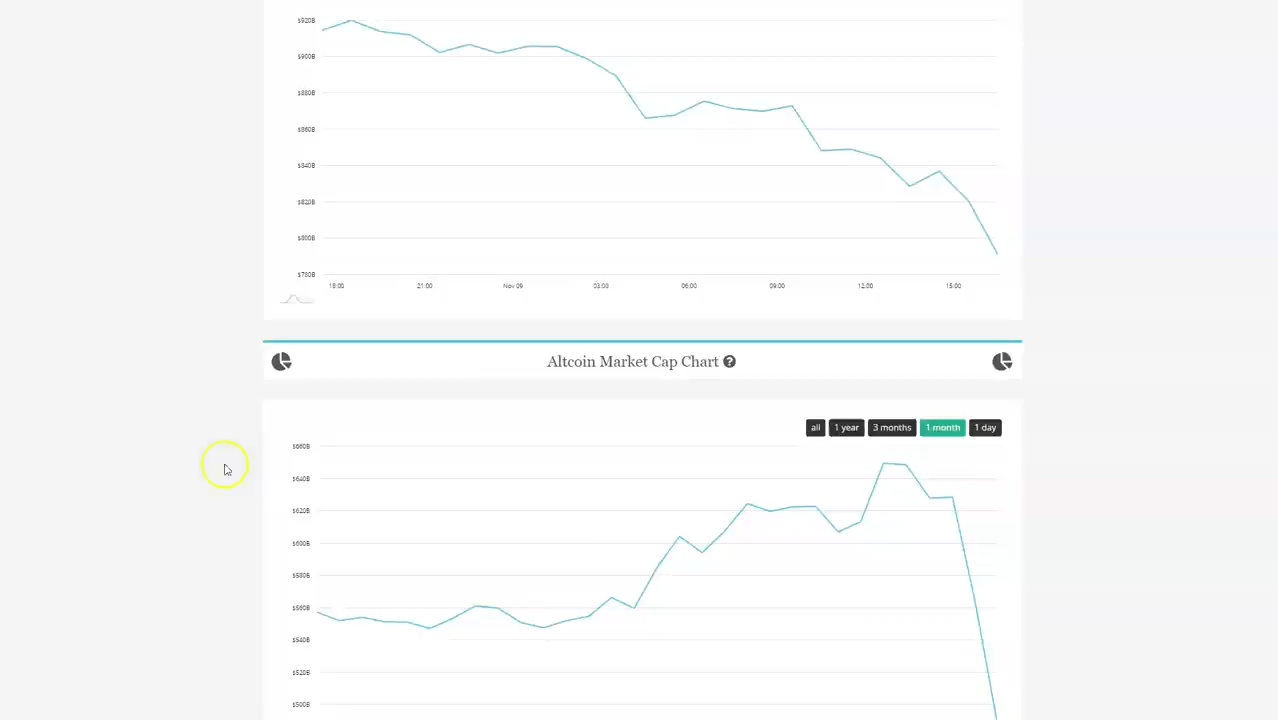 $920B
$900B
$880B
$860B
$840B
$820B
$800B
$780B
18:00 21:00 Nov 09 03:00 06:00 09:00 12:00 15:00
Altcoin Market Cap Chart ?
all 1 year 3 months 1 month 1 day
$660B
$640B
$620B
$600B
$580B
$560B
$540B
$520B
$500B